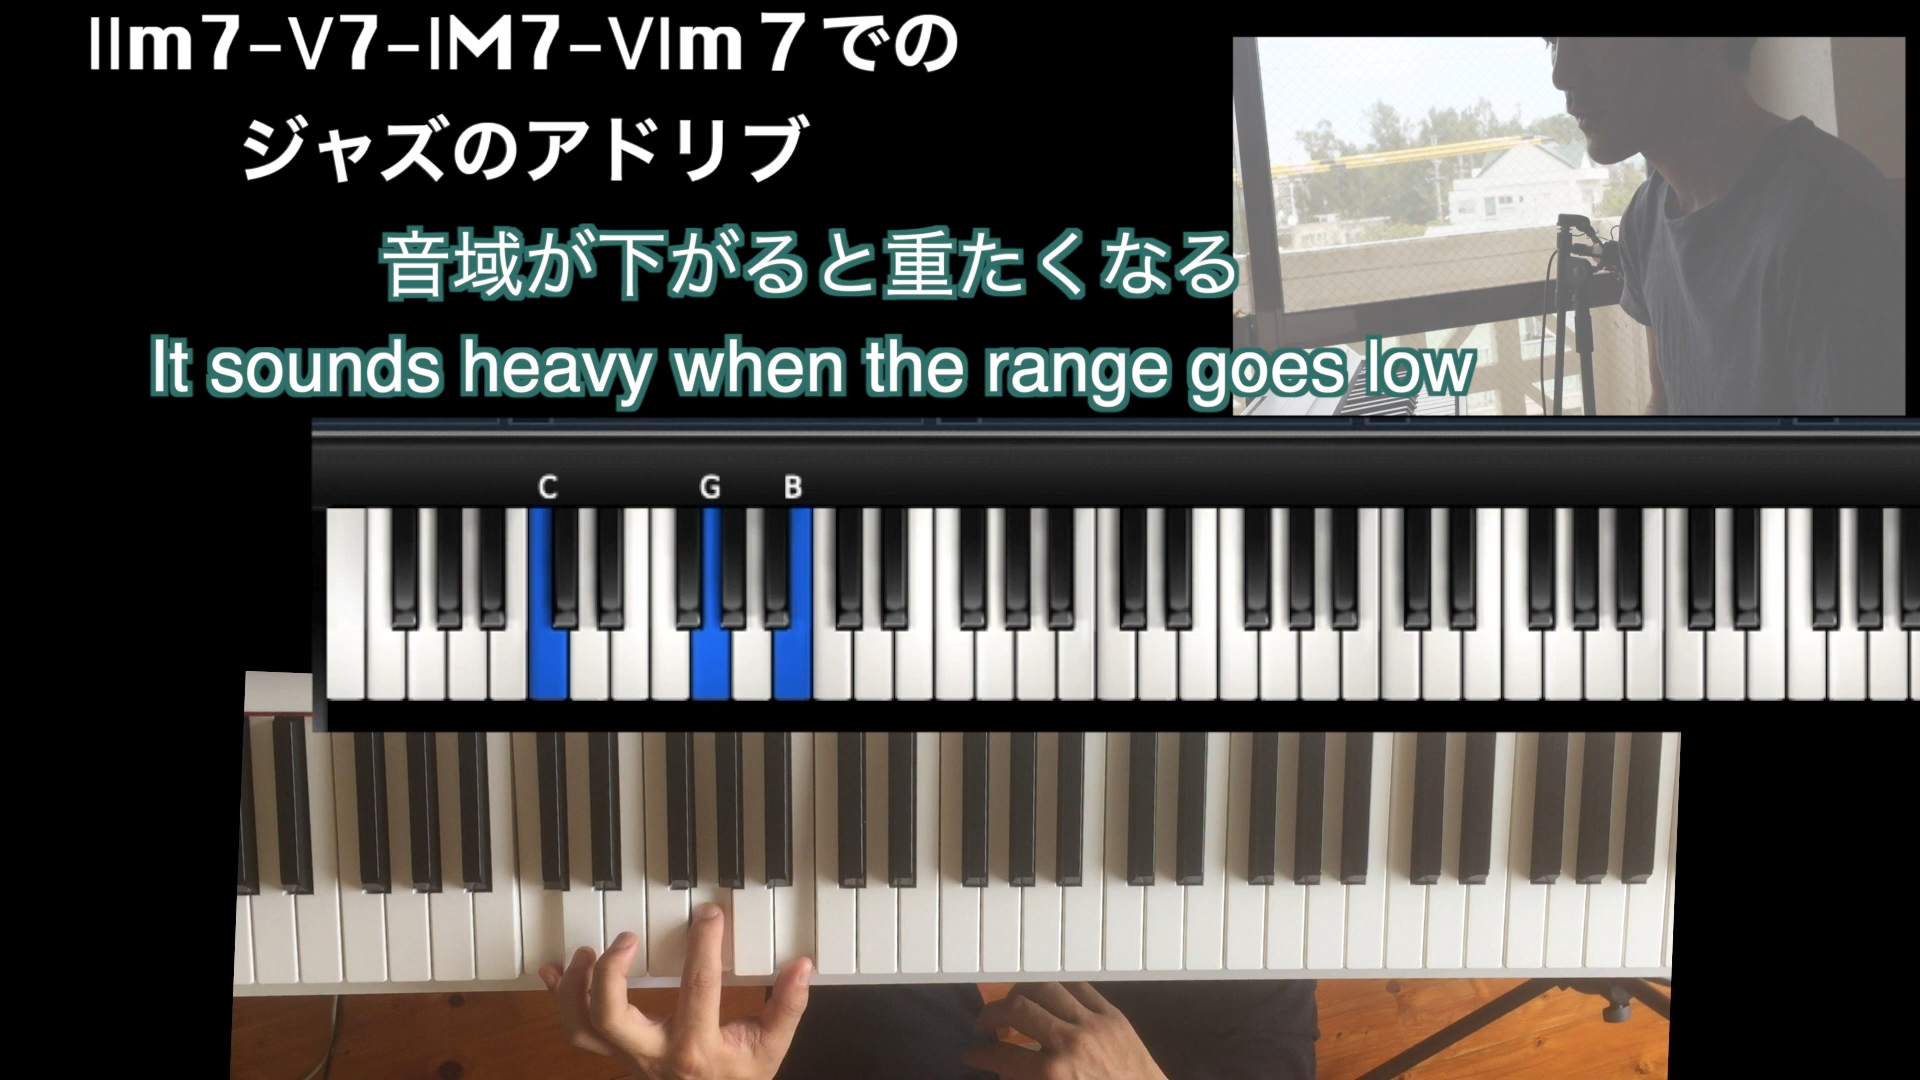 IIm7–V7–IM7–VIm７での
ジャズのアドリブ
音域が下がると重たくなる
It sounds heavy when the range goes low
C G B